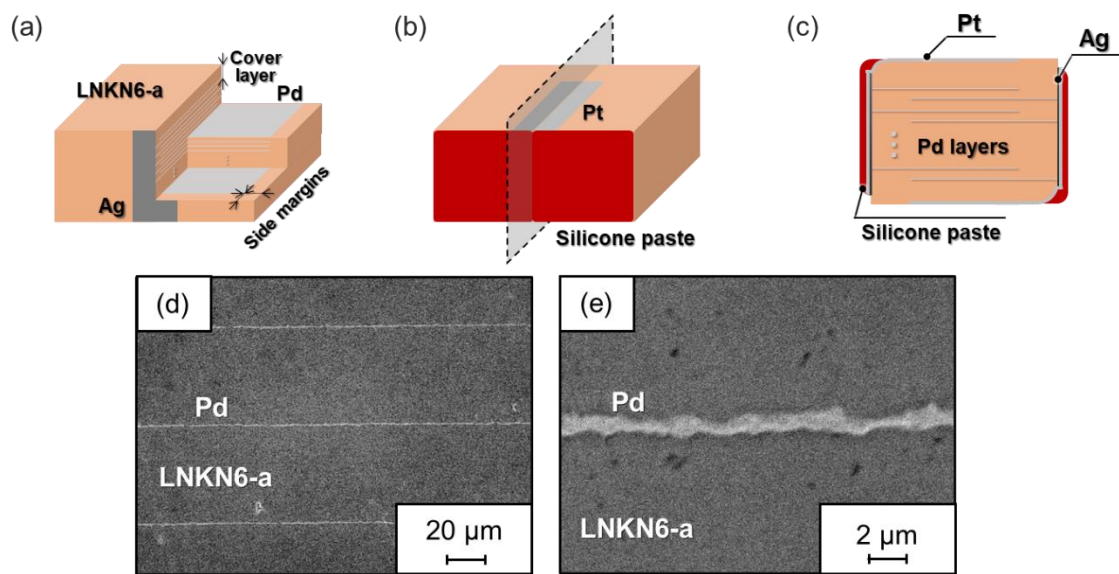 (a)
Cover
layer
LNKN6-a
Pd
Ag
Side margins
(b)
Pt
Silicone paste
(c)
Pt
Ag
Pd layers
Silicone paste
(d)
Pd
LNKN6-a
20 µm
(e)
Pd
LNKN6-a
2 µm